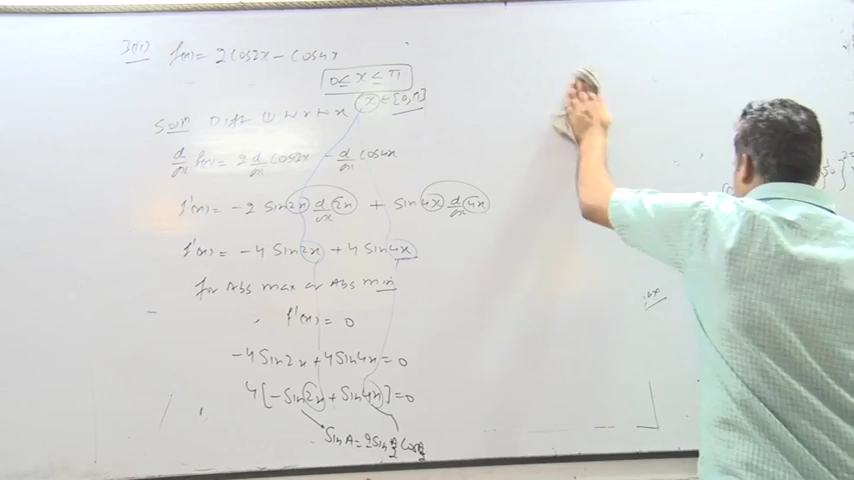 3(ii) f(x) = 2 Cos2x - Cos4x
0 ≤ x ≤ π
x ∈ [0, π]
Sol^n Diff ① w.r.to x
d/dx f(x) = 2 d/dx Cos2x - d/dx Cos4x
f'(x) = -2 Sin2x d/dx 2x + Sin4x d/dx 4x
f'(x) = -4 Sin2x + 4 Sin4x
for Abs max or Abs min
f'(x) = 0
-4 Sin2x + 4 Sin4x = 0
4[-Sin2x + Sin4x] = 0
SinA = 2 Sin A/2 Cos A/2